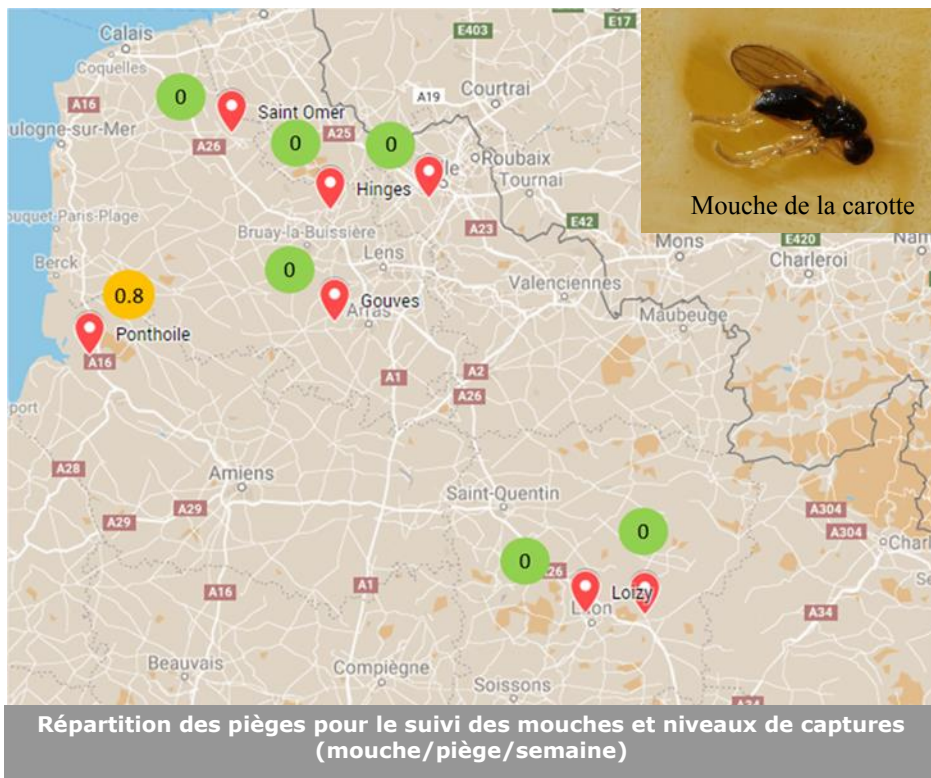 Calais
E403
E17
Coquelles
A16
0
A19
Courtrai
Saint Omer
A25
0
0
A26
Roubaix
Hinges
Tournai
Mouche de la carotte
Bruay-la-Buissière
A23
E42
Mons
E420
Charleroi
Lens
0
Berck
Valenciennes
0.8
Gouves
Arras
Maubeuge
Ponthoile
A16
A1
A2
A26
A28
Amiens
Saint-Quentin
A29
A29
A304
A304
0
0
A26
A16
A1
Loizy
A34
Beauvais
Compiègne
Soissons
A34
Répartition des pièges pour le suivi des mouches et niveaux de captures
(mouche/piège/semaine)